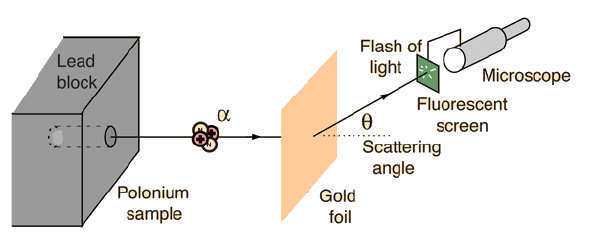 Lead
block
Polonium
sample
α
Gold
foil
θ
Scattering
angle
Flash of
light
Fluorescent
screen
Microscope